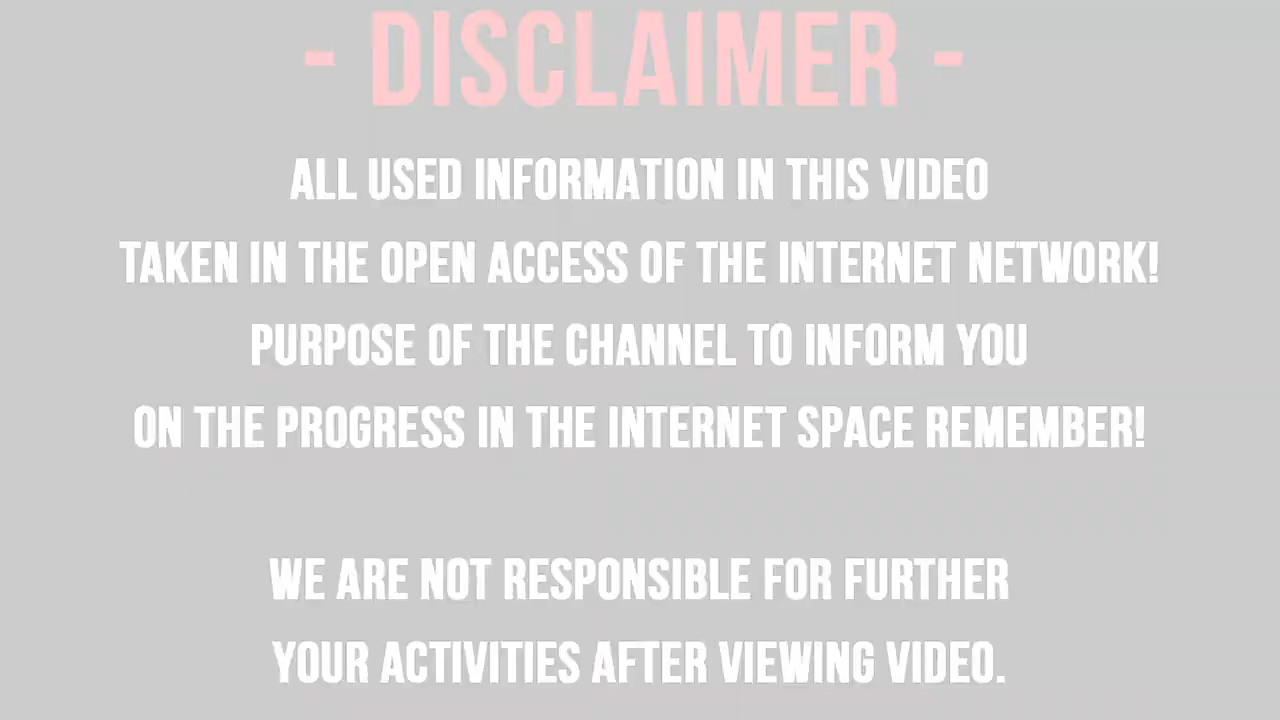 - DISCLAIMER -
ALL USED INFORMATION IN THIS VIDEO
TAKEN IN THE OPEN ACCESS OF THE INTERNET NETWORK!
PURPOSE OF THE CHANNEL TO INFORM YOU
ON THE PROGRESS IN THE INTERNET SPACE REMEMBER!
WE ARE NOT RESPONSIBLE FOR FURTHER
YOUR ACTIVITIES AFTER VIEWING VIDEO.